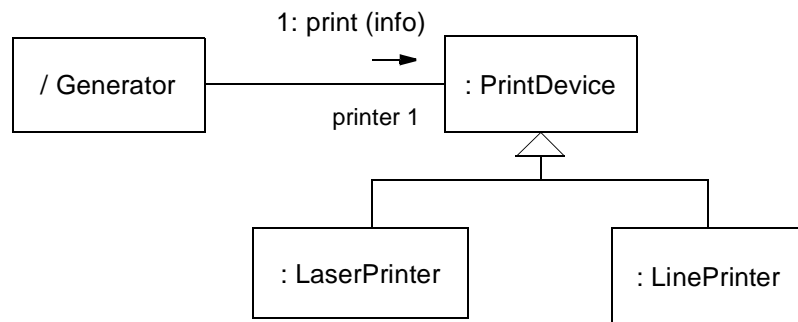 1: print (info)
/ Generator
: PrintDevice
printer 1
: LaserPrinter
: LinePrinter